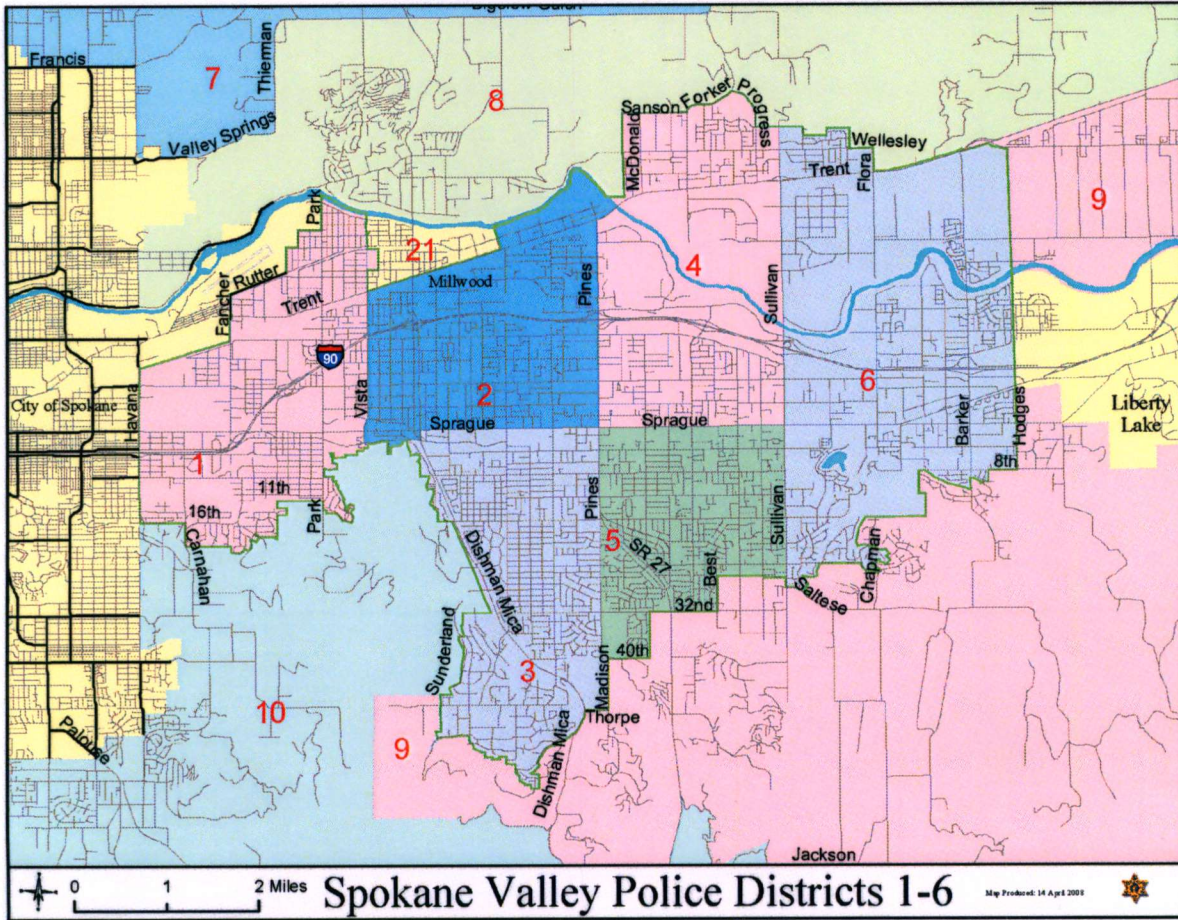 Francis
7
Thierman
Valley Springs
8
Sanson
Forker
Progress
McDonald
Wellesley
Trent
Flora
9
Park
21
Rutter
Fancher
Trent
Millwood
Pines
4
Sullivan
90
City of Spokane
Havana
Vista
2
6
Sprague
Sprague
Barker
Hodges
Liberty
Lake
1
11th
16th
Park
8th
Carnahan
Pines
5
SR 27
Best
Sullivan
Chapman
Saltese
Dishman Mica
32nd
Sunderland
40th
3
Madison
10
Thorpe
9
Dishman Mica
Palouse
Jackson
0 1 2 Miles
Spokane Valley Police Districts 1-6
Map Produced: 14 April 2008